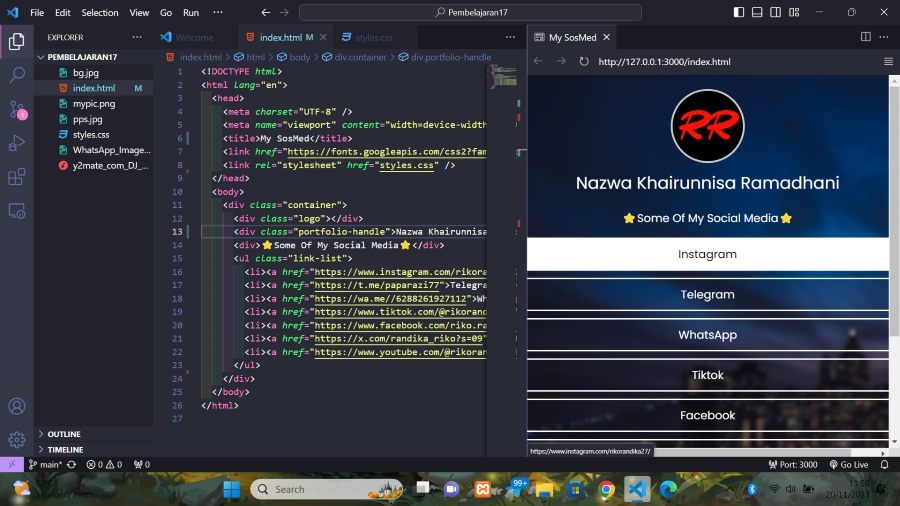 File Edit Selection View Go Run ···
Pembelajaran17
EXPLORER
PEMBELAJARAN17
bg.jpg
index.html M
mypic.png
pps.jpg
styles.css
WhatsApp_Image...
y2mate_com_DJ_...
OUTLINE
TIMELINE
Welcome
index.html M
styles.css
index.html > html > body > div.container > div.portfolio-handle
1 <!DOCTYPE html>
2 <html lang="en">
3 <head>
4 <meta charset="UTF-8" />
5 <meta name="viewport" content="width=device-width
6 <title>My SosMed</title>
7 <link href="https://fonts.googleapis.com/css2?fam
8 <link rel="stylesheet" href="styles.css" />
9 </head>
10 <body>
11 <div class="container">
12 <div class="logo"></div>
13 <div class="portfolio-handle">Nazwa Khairunnisa
14 <div>⭐Some Of My Social Media⭐</div>
15 <ul class="link-list">
16 <li><a href="https://www.instagram.com/rikoran
17 <li><a href="https://t.me/paparazi77">Telegra
18 <li><a href="https://wa.me//6288261927112">Wh
19 <li><a href="https://www.tiktok.com/@rikorand
20 <li><a href="https://www.facebook.com/riko.ra
21 <li><a href="https://x.com/randika_riko?s=09"
22 <li><a href="https://www.youtube.com/@rikoran
23 </ul>
24 </div>
25 </body>
26 </html>
27
My SosMed
http://127.0.0.1:3000/index.html
RR
Nazwa Khairunnisa Ramadhani
⭐Some Of My Social Media⭐
Instagram
Telegram
WhatsApp
Tiktok
Facebook
https://www.instagram.com/rikorandika27/
main* 0 0 0
Port: 3000 Go Live
Search
99+
11:50
20/11/2023